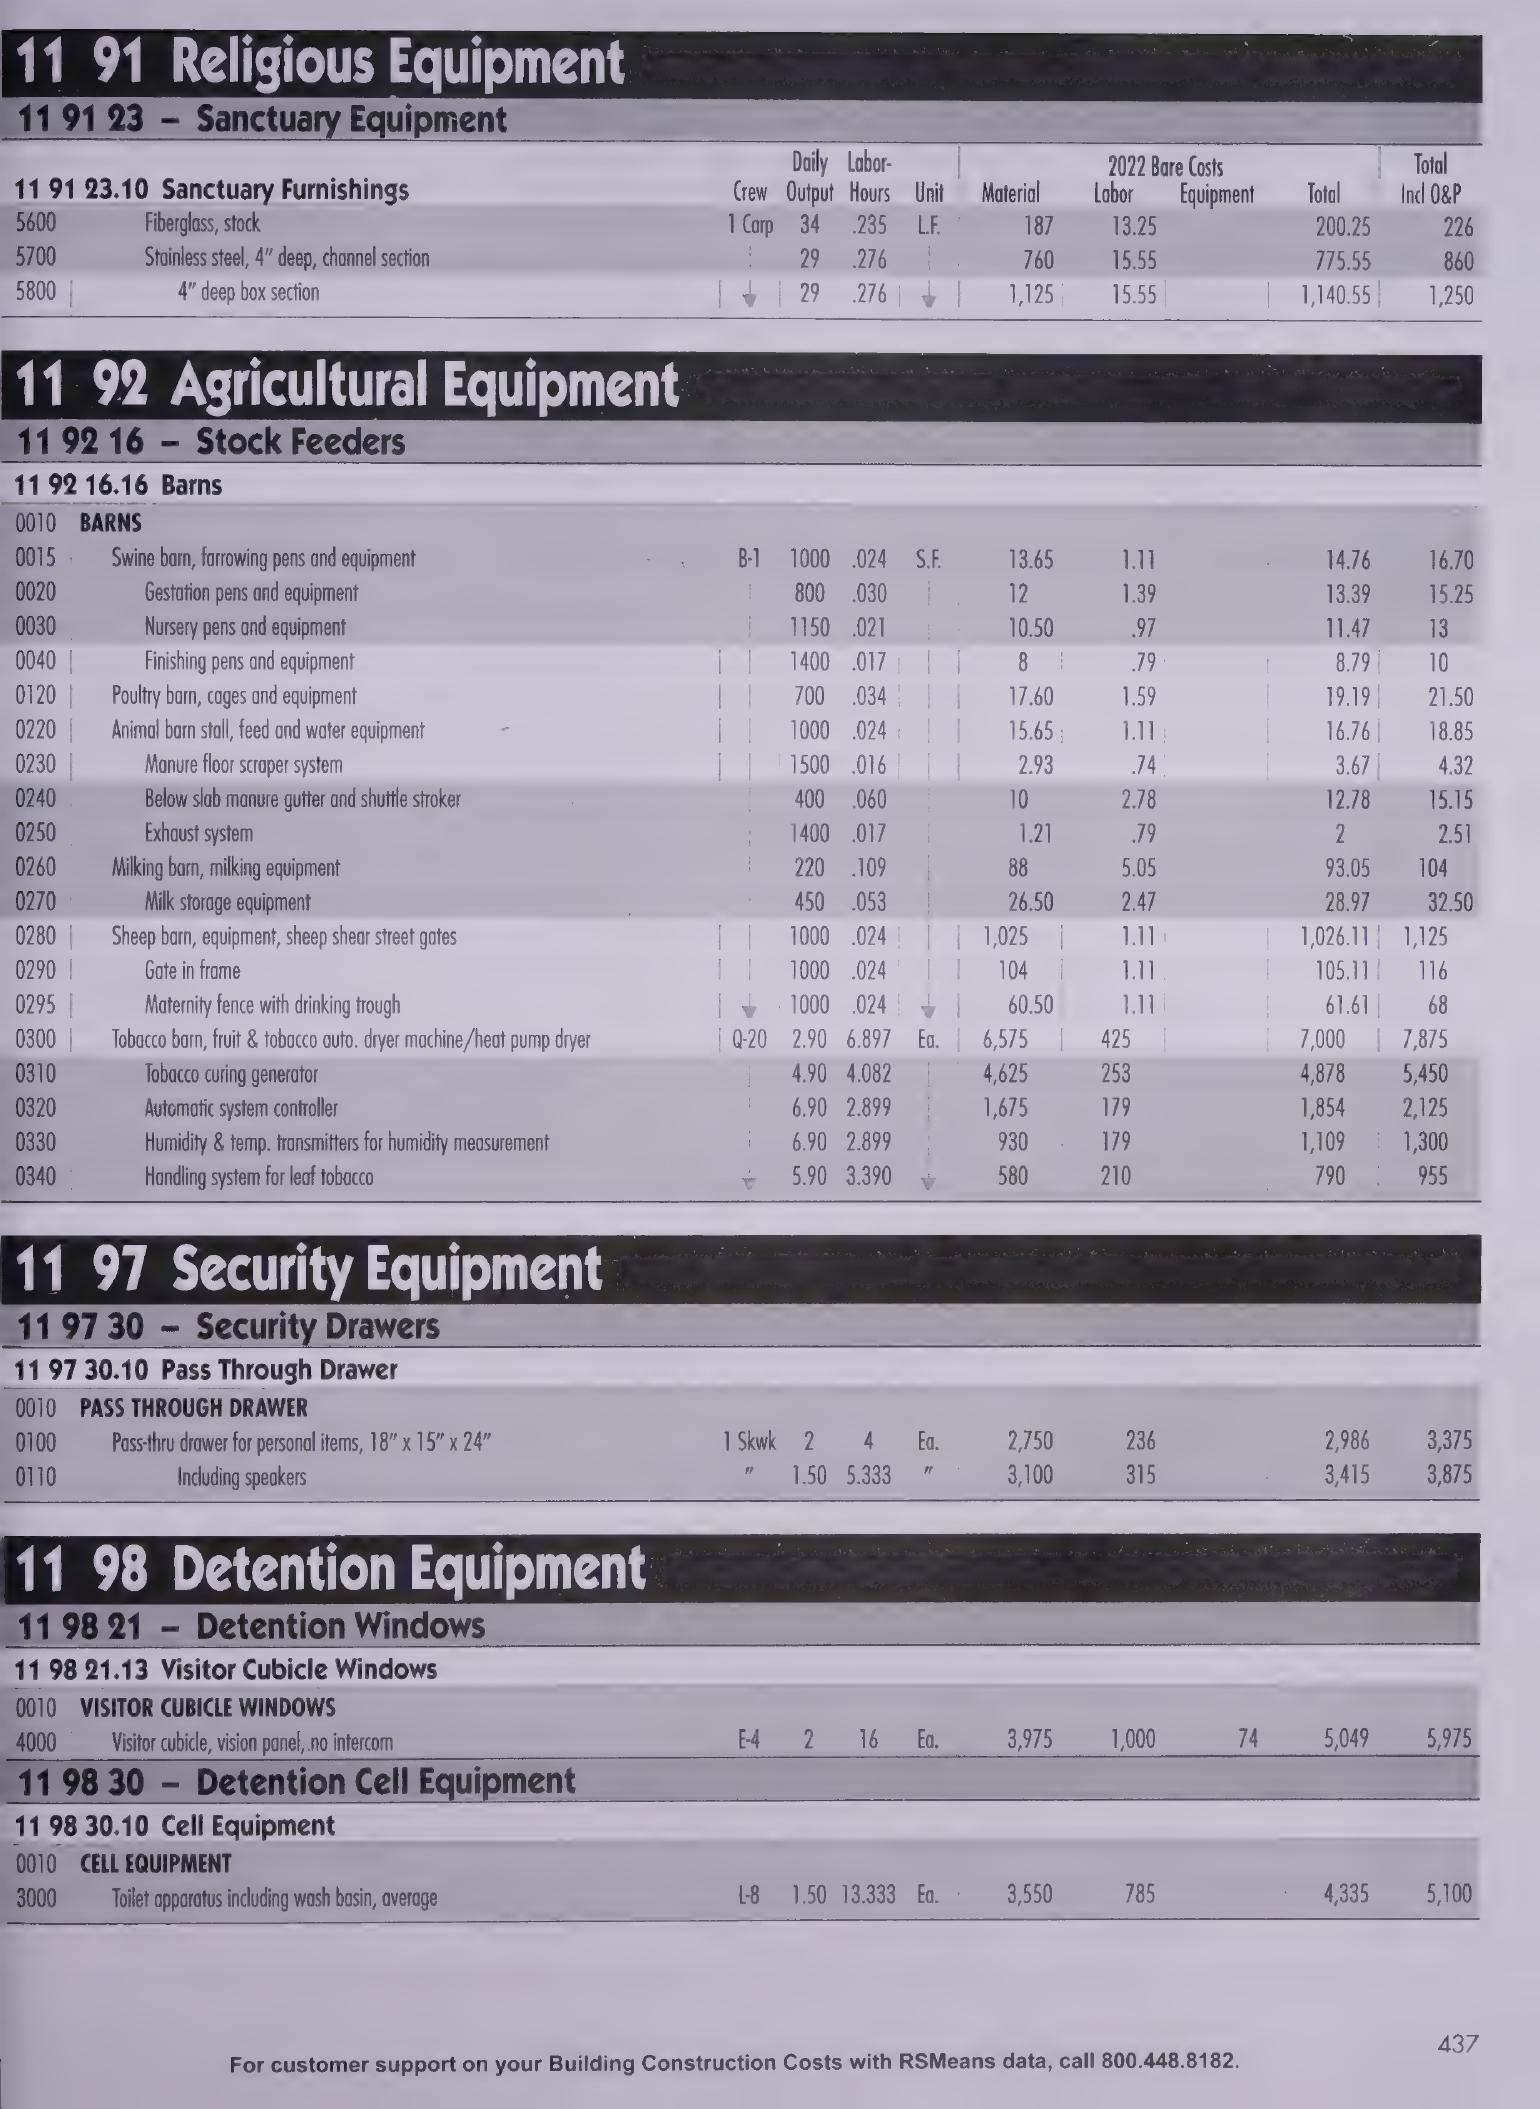 11 91 Religious Equipment
11 91 23 – Sanctuary Equipment
Daily Labor- 2022 Bare Costs Total
11 91 23.10 Sanctuary Furnishings Crew Output Hours Unit Material Labor Equipment Total Incl O&P
5600 Fiberglass, stock 1 Carp 34 .235 L.F. 187 13.25 200.25 226
5700 Stainless steel, 4" deep, channel section 29 .276 760 15.55 775.55 860
5800 4" deep box section 29 .276 1,125 15.55 1,140.55 1,250
11 92 Agricultural Equipment
11 92 16 – Stock Feeders
11 92 16.16 Barns
0010 BARNS
0015 Swine barn, farrowing pens and equipment B-1 1000 .024 S.F. 13.65 1.11 14.76 16.70
0020 Gestation pens and equipment 800 .030 12 1.39 13.39 15.25
0030 Nursery pens and equipment 1150 .021 10.50 .97 11.47 13
0040 Finishing pens and equipment 1400 .017 8 .79 8.79 10
0120 Poultry barn, cages and equipment 700 .034 17.60 1.59 19.19 21.50
0220 Animal barn stall, feed and water equipment 1000 .024 15.65 1.11 16.76 18.85
0230 Manure floor scraper system 1500 .016 2.93 .74 3.67 4.32
0240 Below slab manure gutter and shuttle stroker 400 .060 10 2.78 12.78 15.15
0250 Exhaust system 1400 .017 1.21 .79 2 2.51
0260 Milking barn, milking equipment 220 .109 88 5.05 93.05 104
0270 Milk storage equipment 450 .053 26.50 2.47 28.97 32.50
0280 Sheep barn, equipment, sheep shear street gates 1000 .024 1,025 1.11 1,026.11 1,125
0290 Gate in frame 1000 .024 104 1.11 105.11 116
0295 Maternity fence with drinking trough 1000 .024 60.50 1.11 61.61 68
0300 Tobacco barn, fruit & tobacco auto. dryer machine/heat pump dryer Q-20 2.90 6.897 Ea. 6,575 425 7,000 7,875
0310 Tobacco curing generator 4.90 4.082 4,625 253 4,878 5,450
0320 Automatic system controller 6.90 2.899 1,675 179 1,854 2,125
0330 Humidity & temp. transmitters for humidity measurement 6.90 2.899 930 179 1,109 1,300
0340 Handling system for leaf tobacco 5.90 3.390 580 210 790 955
11 97 Security Equipment
11 97 30 – Security Drawers
11 97 30.10 Pass Through Drawer
0010 PASS THROUGH DRAWER
0100 Pass-thru drawer for personal items, 18" x 15" x 24" 1 Skwk 2 4 Ea. 2,750 236 2,986 3,375
0110 Including speakers " 1.50 5.333 " 3,100 315 3,415 3,875
11 98 Detention Equipment
11 98 21 – Detention Windows
11 98 21.13 Visitor Cubicle Windows
0010 VISITOR CUBICLE WINDOWS
4000 Visitor cubicle, vision panel, no intercom E-4 2 16 Ea. 3,975 1,000 74 5,049 5,975
11 98 30 – Detention Cell Equipment
11 98 30.10 Cell Equipment
0010 CELL EQUIPMENT
3000 Toilet apparatus including wash basin, average L-8 1.50 13.333 Ea. 3,550 785 4,335 5,100
437
For customer support on your Building Construction Costs with RSMeans data, call 800.448.8182.